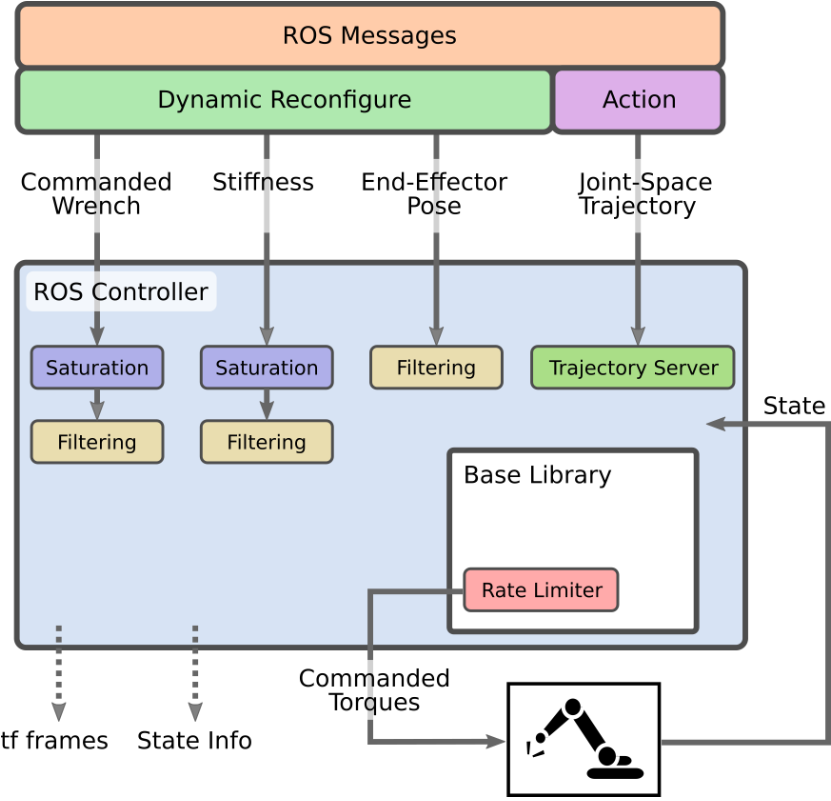 ROS Messages
Dynamic Reconfigure
Action
Commanded
Wrench
Stiffness
End-Effector
Pose
Joint-Space
Trajectory
ROS Controller
Saturation
Saturation
Filtering
Trajectory Server
Filtering
Filtering
State
Base Library
Rate Limiter
Commanded
Torques
tf frames
State Info